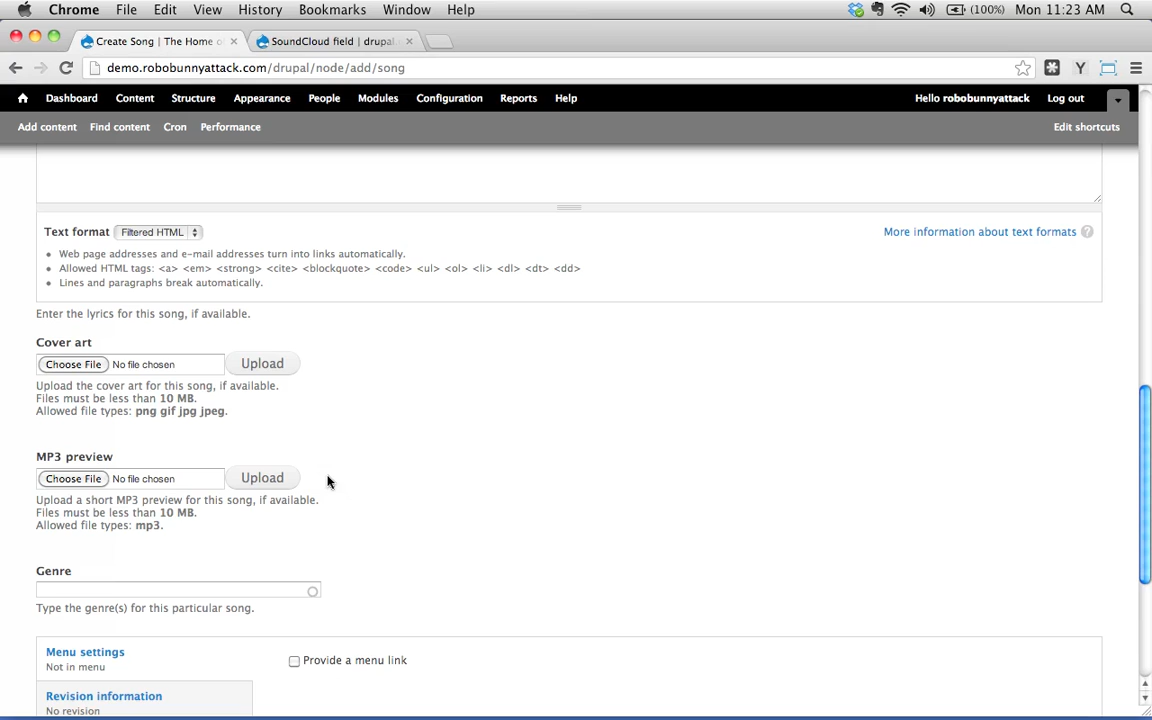 Chrome File Edit View History Bookmarks Window Help (100%) Mon 11:23 AM
Create Song | The Home o × SoundCloud field | drupal. ×
demo.robobunnyattack.com/drupal/node/add/song Y
Dashboard Content Structure Appearance People Modules Configuration Reports Help Hello robobunnyattack Log out
Add content Find content Cron Performance Edit shortcuts
Text format Filtered HTML More information about text formats ?
Web page addresses and e-mail addresses turn into links automatically.
Allowed HTML tags: <a> <em> <strong> <cite> <blockquote> <code> <ul> <ol> <li> <dl> <dt> <dd>
Lines and paragraphs break automatically.
Enter the lyrics for this song, if available.
Cover art
Choose File No file chosen Upload
Upload the cover art for this song, if available.
Files must be less than 10 MB.
Allowed file types: png gif jpg jpeg.
MP3 preview
Choose File No file chosen Upload
Upload a short MP3 preview for this song, if available.
Files must be less than 10 MB.
Allowed file types: mp3.
Genre
Type the genre(s) for this particular song.
Menu settings
Not in menu
Provide a menu link
Revision information
No revision